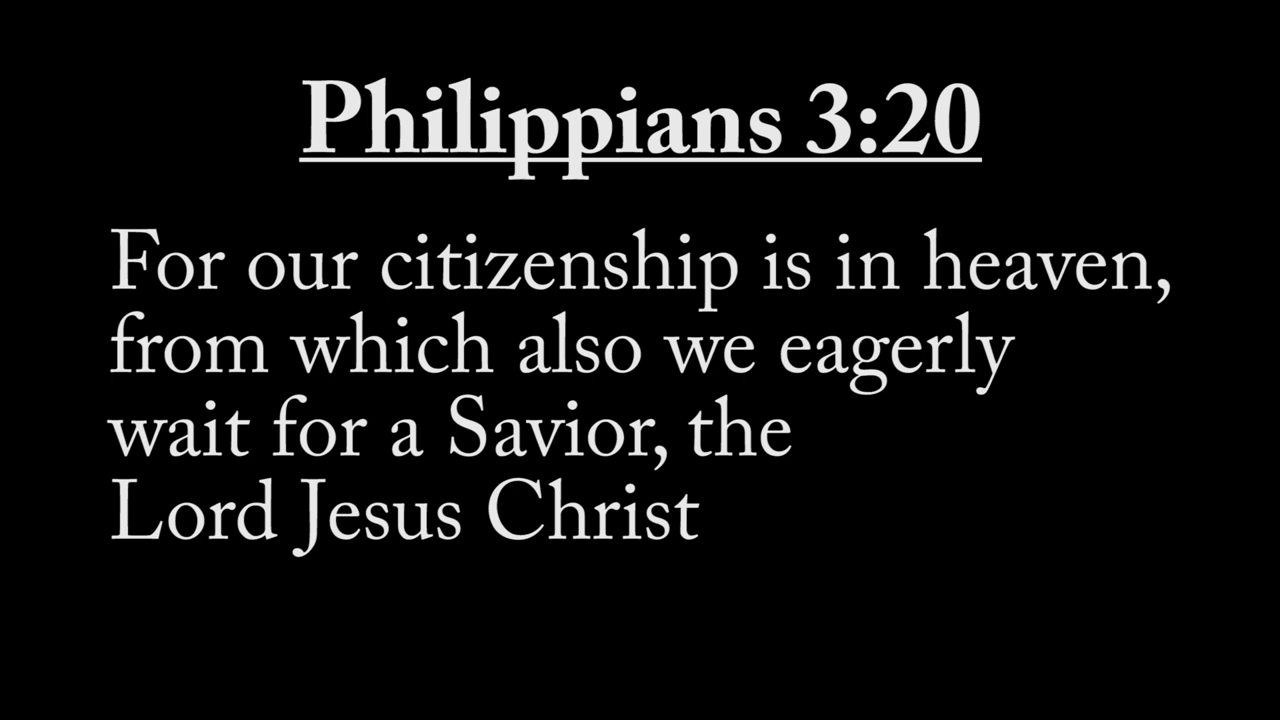 Philippians 3:20
For our citizenship is in heaven,
from which also we eagerly
wait for a Savior, the
Lord Jesus Christ